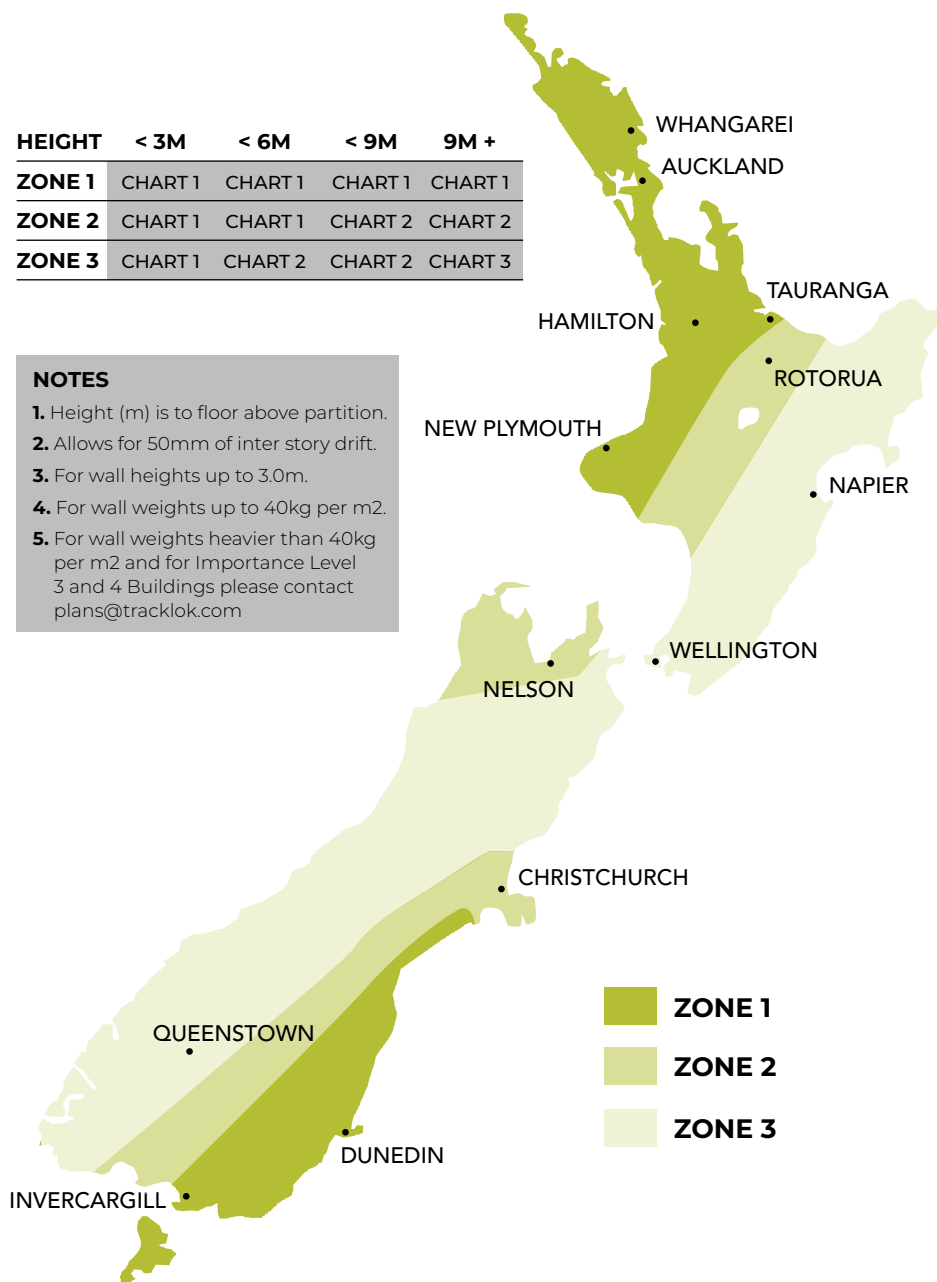 HEIGHT < 3M < 6M < 9M 9M +
ZONE 1 CHART 1 CHART 1 CHART 1 CHART 1
ZONE 2 CHART 1 CHART 1 CHART 2 CHART 2
ZONE 3 CHART 1 CHART 2 CHART 2 CHART 3
NOTES
1. Height (m) is to floor above partition.
2. Allows for 50mm of inter story drift.
3. For wall heights up to 3.0m.
4. For wall weights up to 40kg per m2.
5. For wall weights heavier than 40kg
per m2 and for Importance Level
3 and 4 Buildings please contact
plans@tracklok.com
WHANGAREI
AUCKLAND
TAURANGA
HAMILTON
ROTORUA
NEW PLYMOUTH
NAPIER
WELLINGTON
NELSON
CHRISTCHURCH
QUEENSTOWN
DUNEDIN
INVERCARGILL
ZONE 1
ZONE 2
ZONE 3